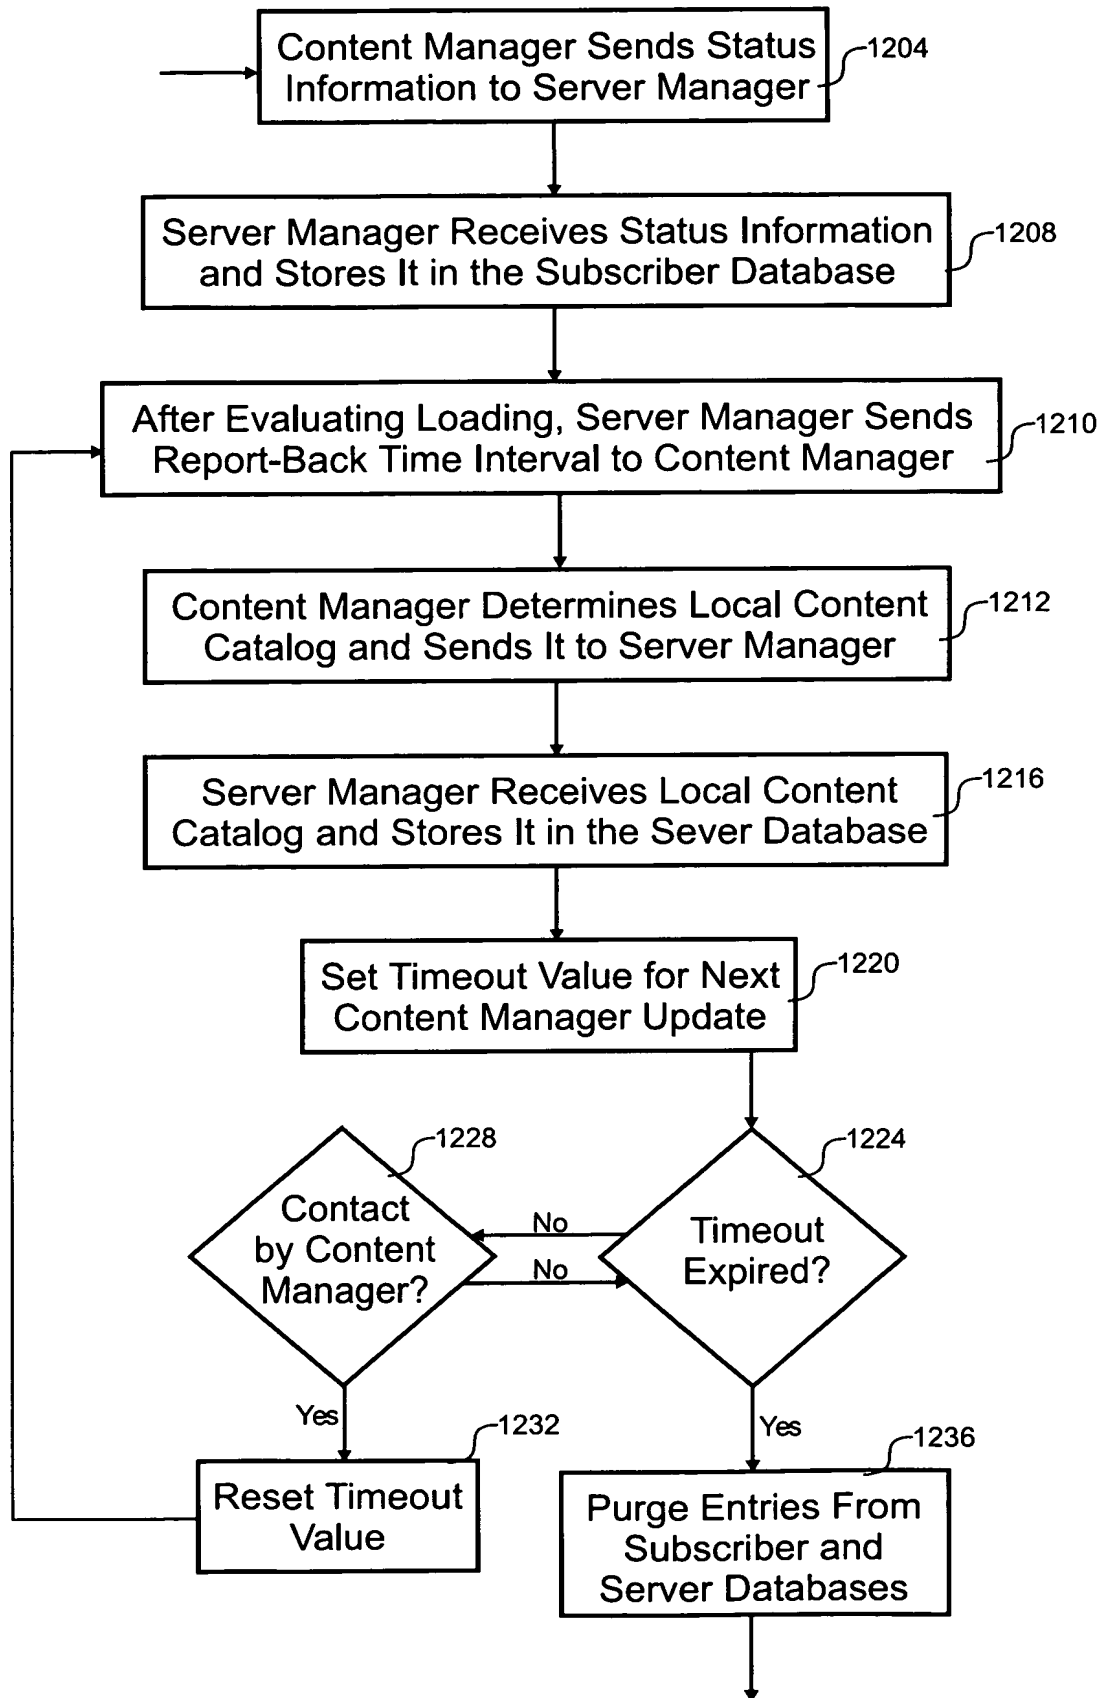 Content Manager Sends Status
Information to Server Manager
1204
Server Manager Receives Status Information
and Stores It in the Subscriber Database
1208
After Evaluating Loading, Server Manager Sends
Report-Back Time Interval to Content Manager
1210
Content Manager Determines Local Content
Catalog and Sends It to Server Manager
1212
Server Manager Receives Local Content
Catalog and Stores It in the Sever Database
1216
Set Timeout Value for Next
Content Manager Update
1220
1228
Contact
by Content
Manager?
No
No
1224
Timeout
Expired?
Yes
1232
Reset Timeout
Value
Yes
1236
Purge Entries From
Subscriber and
Server Databases